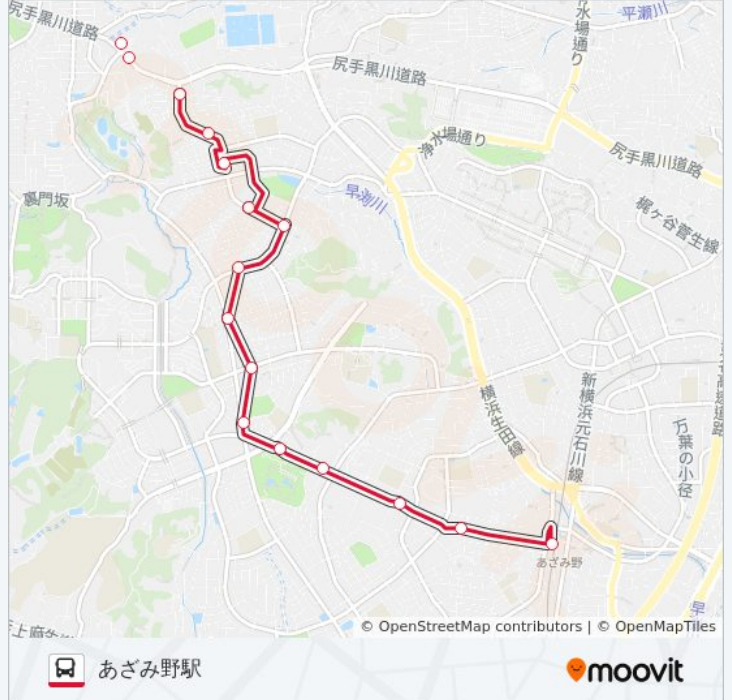 尻手黒川道路
水場通り
平瀬川
尻手黒川道路
浄水場通り
尻手黒川道路
裏門坂
早渕川
梶ヶ谷菅生線
新横浜元石川線
横浜生田線
万葉の小径
あざみ野
早
© OpenStreetMap contributors | © OpenMapTiles
あざみ野駅
moovit